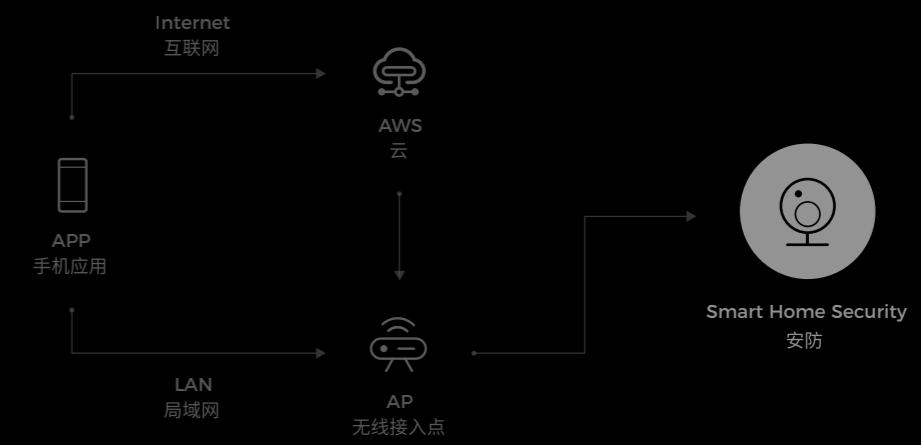 Internet
互联网
AWS
云
APP
手机应用
Smart Home Security
安防
LAN
局域网
AP
无线接入点